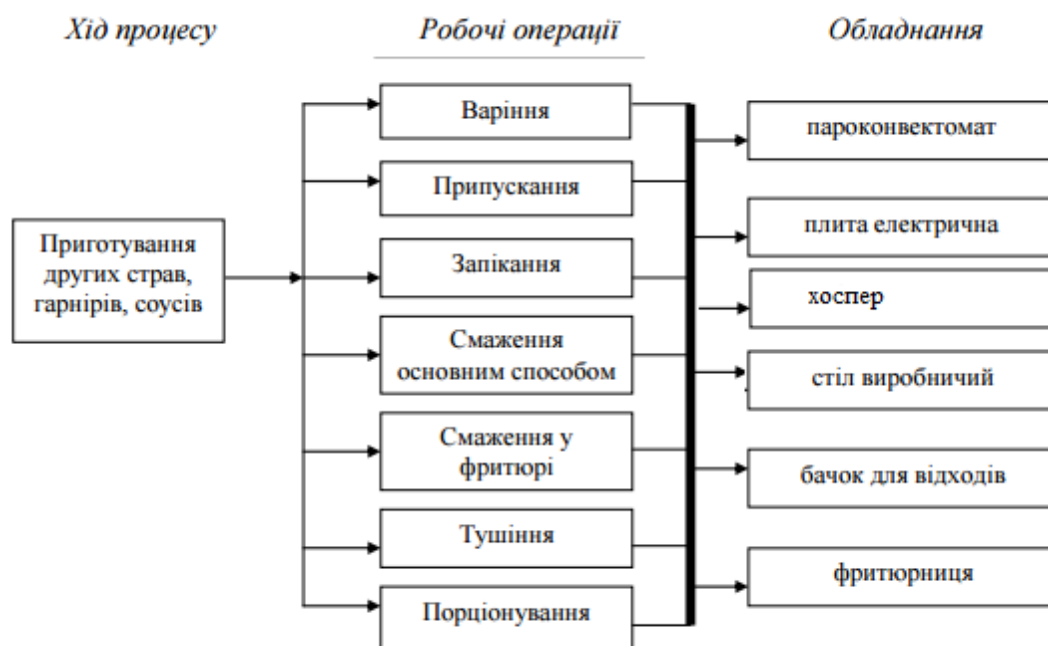 Хід процесу
Робочі операції
Обладнання
Приготування
других страв,
гарнірів, соусів
Варіння
Припускання
Запікання
Смаження
основним способом
Смаження у
фритюрі
Тушіння
Порціонування
пароконвектомат
плита електрична
хоспер
стіл виробничий
бачок для відходів
фритюрниця